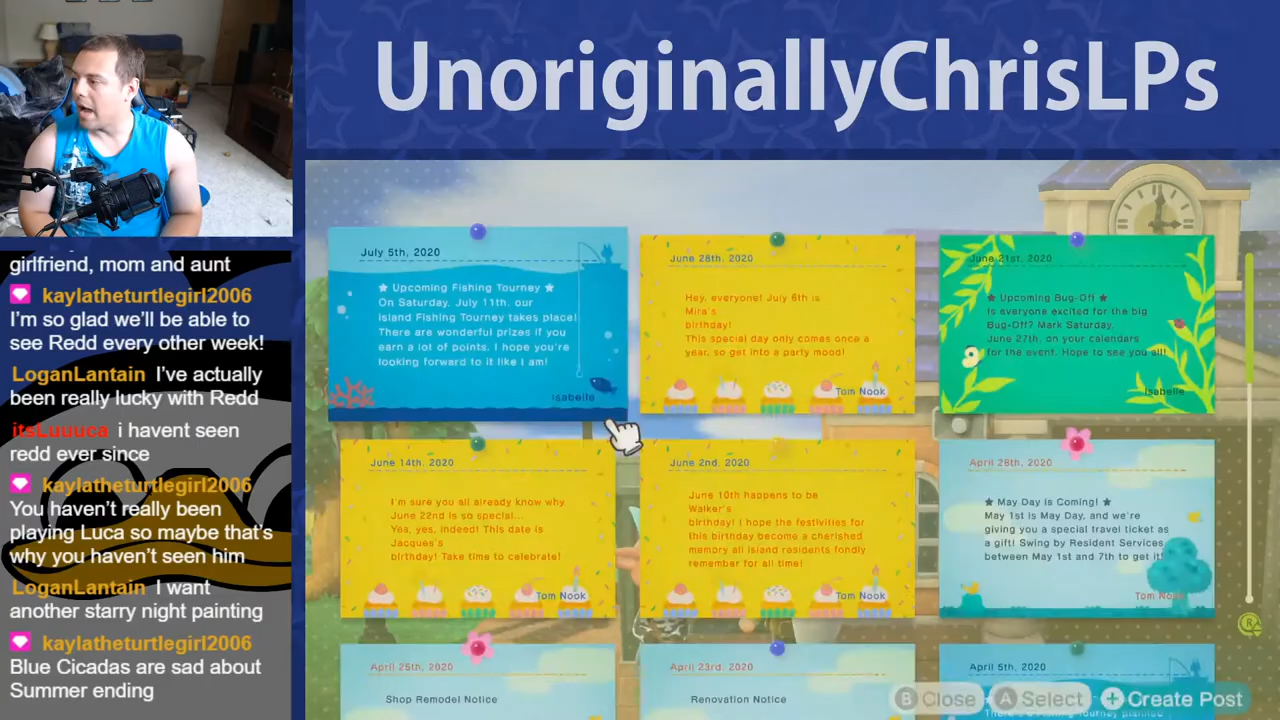 UnoriginallyChrisLPs
girlfriend, mom and aunt
kaylatheturtlegirl2006
I'm so glad we'll be able to
see Redd every other week!
LoganLantain I've actually
been really lucky with Redd
itsLuuuca i havent seen
redd ever since
kaylatheturtlegirl2006
You haven't really been
playing Luca so maybe that's
why you haven't seen him
LoganLantain I want
another starry night painting
kaylatheturtlegirl2006
Blue Cicadas are sad about
Summer ending
July 5th, 2020
★ Upcoming Fishing Tourney ★
On Saturday, July 11th, our
island Fishing Tourney takes place!
There are wonderful prizes if you
earn a lot of points. I hope you're
looking forward to it like I am!
Isabelle
June 28th, 2020
Hey, everyone! July 6th is
Mira's
birthday!
This special day only comes once a
year, so get into a party mood!
Tom Nook
June 21st, 2020
★ Upcoming Bug-Off ★
Is everyone excited for the big
Bug-Off? Mark Saturday,
June 27th, on your calendars
for the event. Hope to see you all!
Isabelle
June 14th, 2020
I'm sure you all already know why
June 22nd is so special...
Yes, yes, indeed! This date is
Jacques's
birthday! Take time to celebrate!
Tom Nook
June 2nd, 2020
June 10th happens to be
Walker's
birthday! I hope the festivities for
this birthday become a cherished
memory all island residents fondly
remember for all time!
Tom Nook
April 28th, 2020
★ May Day is Coming! ★
May 1st is May Day, and we're
giving you a special travel ticket as
a gift! Swing by Resident Services
between May 1st and 7th to get it!
Tom Nook
April 25th, 2020
Shop Remodel Notice
April 23rd, 2020
Renovation Notice
April 5th, 2020
There's a Fishing Tourney planned
B Close A Select + Create Post
R